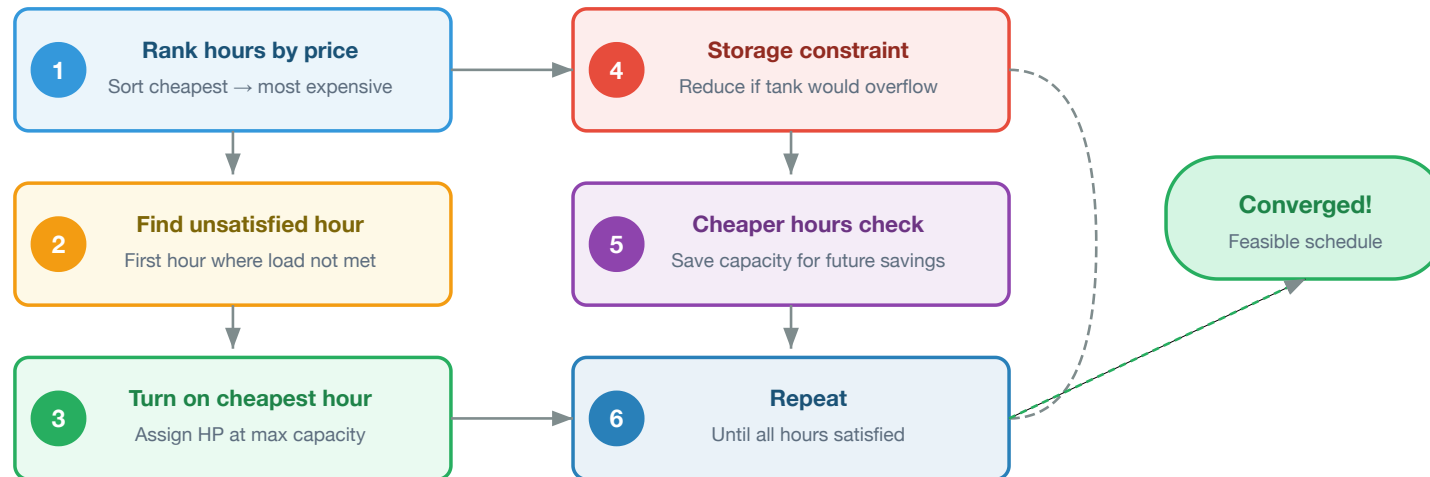 1
Rank hours by price
Sort cheapest → most expensive
2
Find unsatisfied hour
First hour where load not met
3
Turn on cheapest hour
Assign HP at max capacity
4
Storage constraint
Reduce if tank would overflow
5
Cheaper hours check
Save capacity for future savings
6
Repeat
Until all hours satisfied
Converged!
Feasible schedule